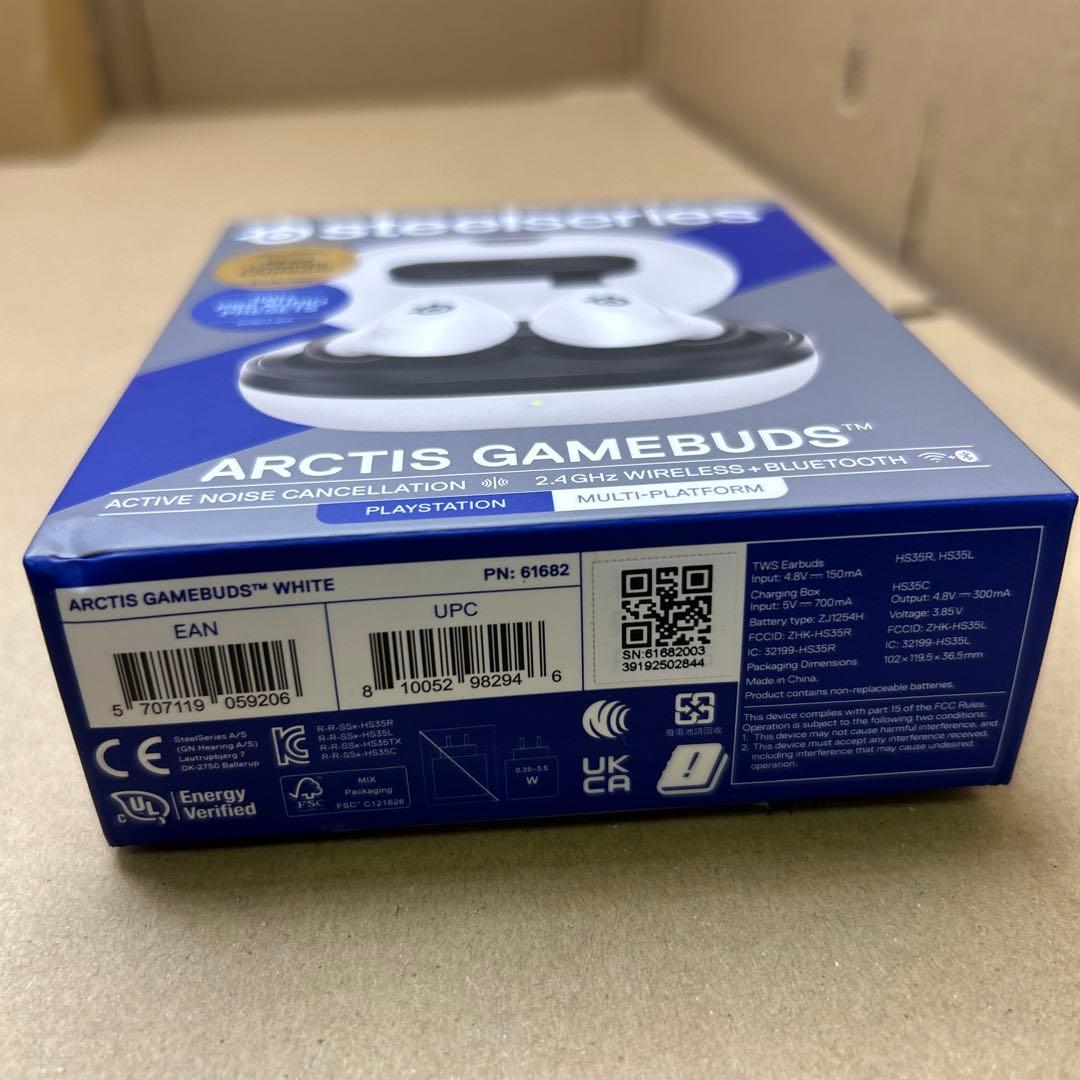 steelseries
PRESETS
ARCTIS GAMEBUDS™
ACTIVE NOISE CANCELLATION
2.4GHz WIRELESS + BLUETOOTH
PLAYSTATION
MULTI-PLATFORM
ARCTIS GAMEBUDS™ WHITE
PN: 61682
EAN
5 707119 059206
UPC
8 10052 98294 6
SN:61682003
39192502844
TWS Earbuds HS35R, HS35L
Input: 4.8V⎓150mA
Charging Box HS35C
Input: 5V⎓700mA Output: 4.8V⎓300mA
Battery type: ZJ1254H Voltage: 3.85V
FCCID: ZHK-HS35R FCCID: ZHK-HS35L
IC: 32199-HS35R IC: 32199-HS35L
Packaging Dimensions 102×119,5×36,5mm
Made in China.
Product contains non-replaceable batteries.
This device complies with part 15 of the FCC Rules.
Operation is subject to the following two conditions:
1. This device may not cause harmful interference, and
2. This device must accept any interference received,
including interference that may cause undesired
operation.
CE
SteelSeries A/S
(GN Hearing A/S)
Lautrupbjerg 7
DK-2750 Ballerup
R-R-SSx-HS35R
R-R-SSx-HS35L
R-R-SSx-HS35TX
R-R-SSx-HS35C
0.25–3.5
W
廢電池請回收
UK
CA
c UL
Energy
Verified
FSC
MIX
Packaging
FSC™ C121626